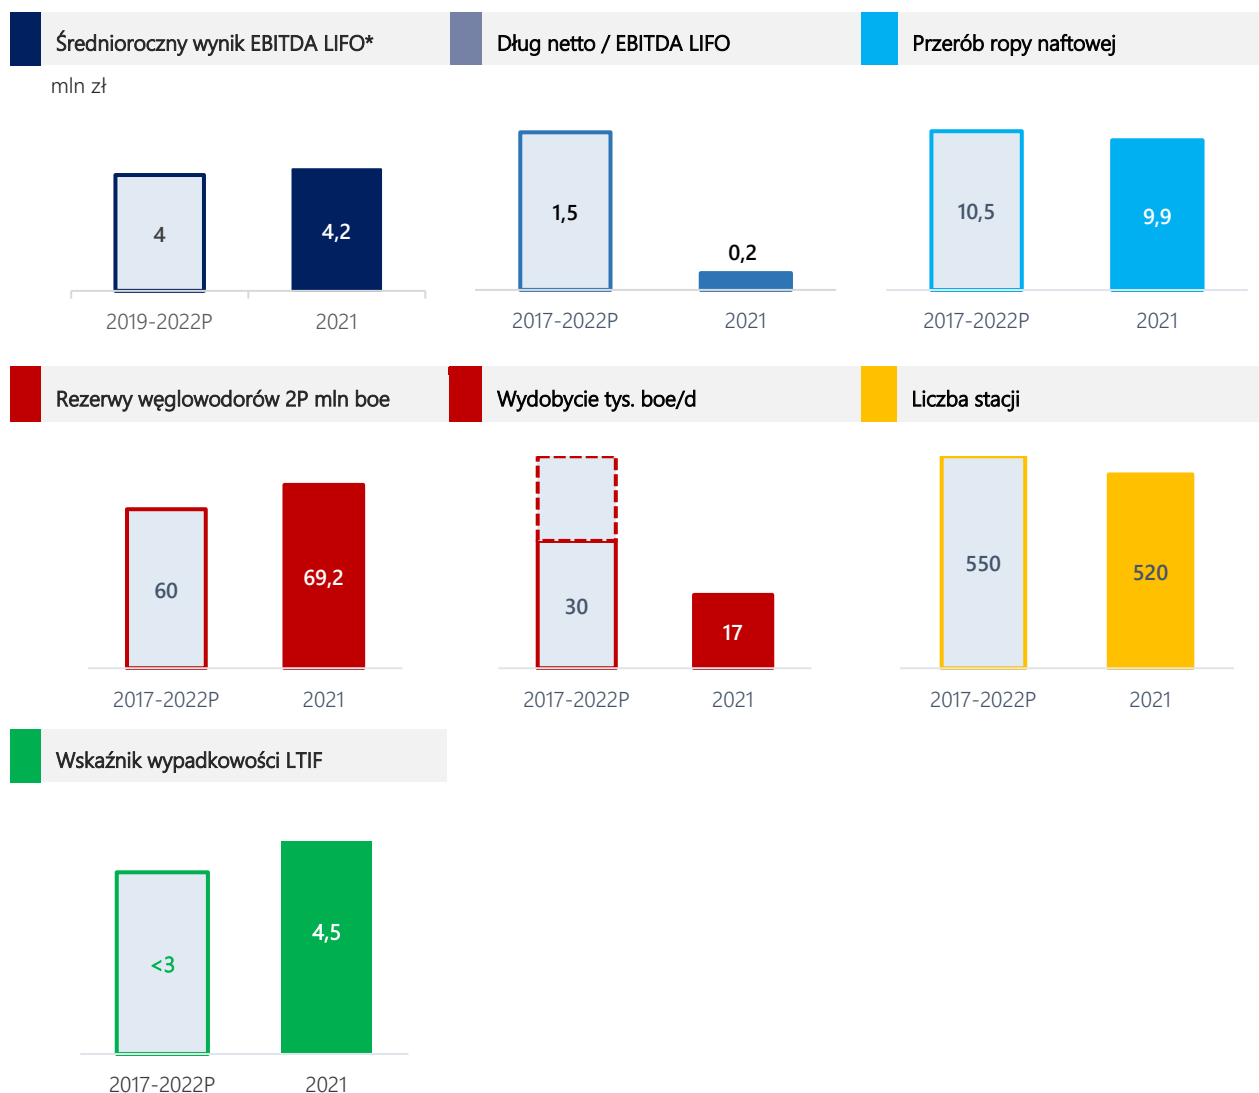 Średnioroczny wynik EBITDA LIFO*
mln zł
4
4,2
2019-2022P
2021
Dług netto / EBITDA LIFO
1,5
0,2
2017-2022P
2021
Przerób ropy naftowej
10,5
9,9
2017-2022P
2021
Rezerwy węglowodorów 2P mln boe
60
69,2
2017-2022P
2021
Wydobycie tys. boe/d
30
17
2017-2022P
2021
Liczba stacji
550
520
2017-2022P
2021
Wskaźnik wypadkowości LTIF
<3
4,5
2017-2022P
2021